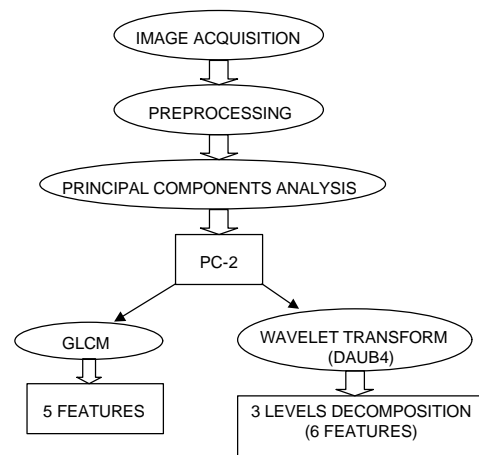 IMAGE ACQUISITION
PREPROCESSING
PRINCIPAL COMPONENTS ANALYSIS
PC-2
GLCM
WAVELET TRANSFORM
(DAUB4)
5 FEATURES
3 LEVELS DECOMPOSITION
(6 FEATURES)